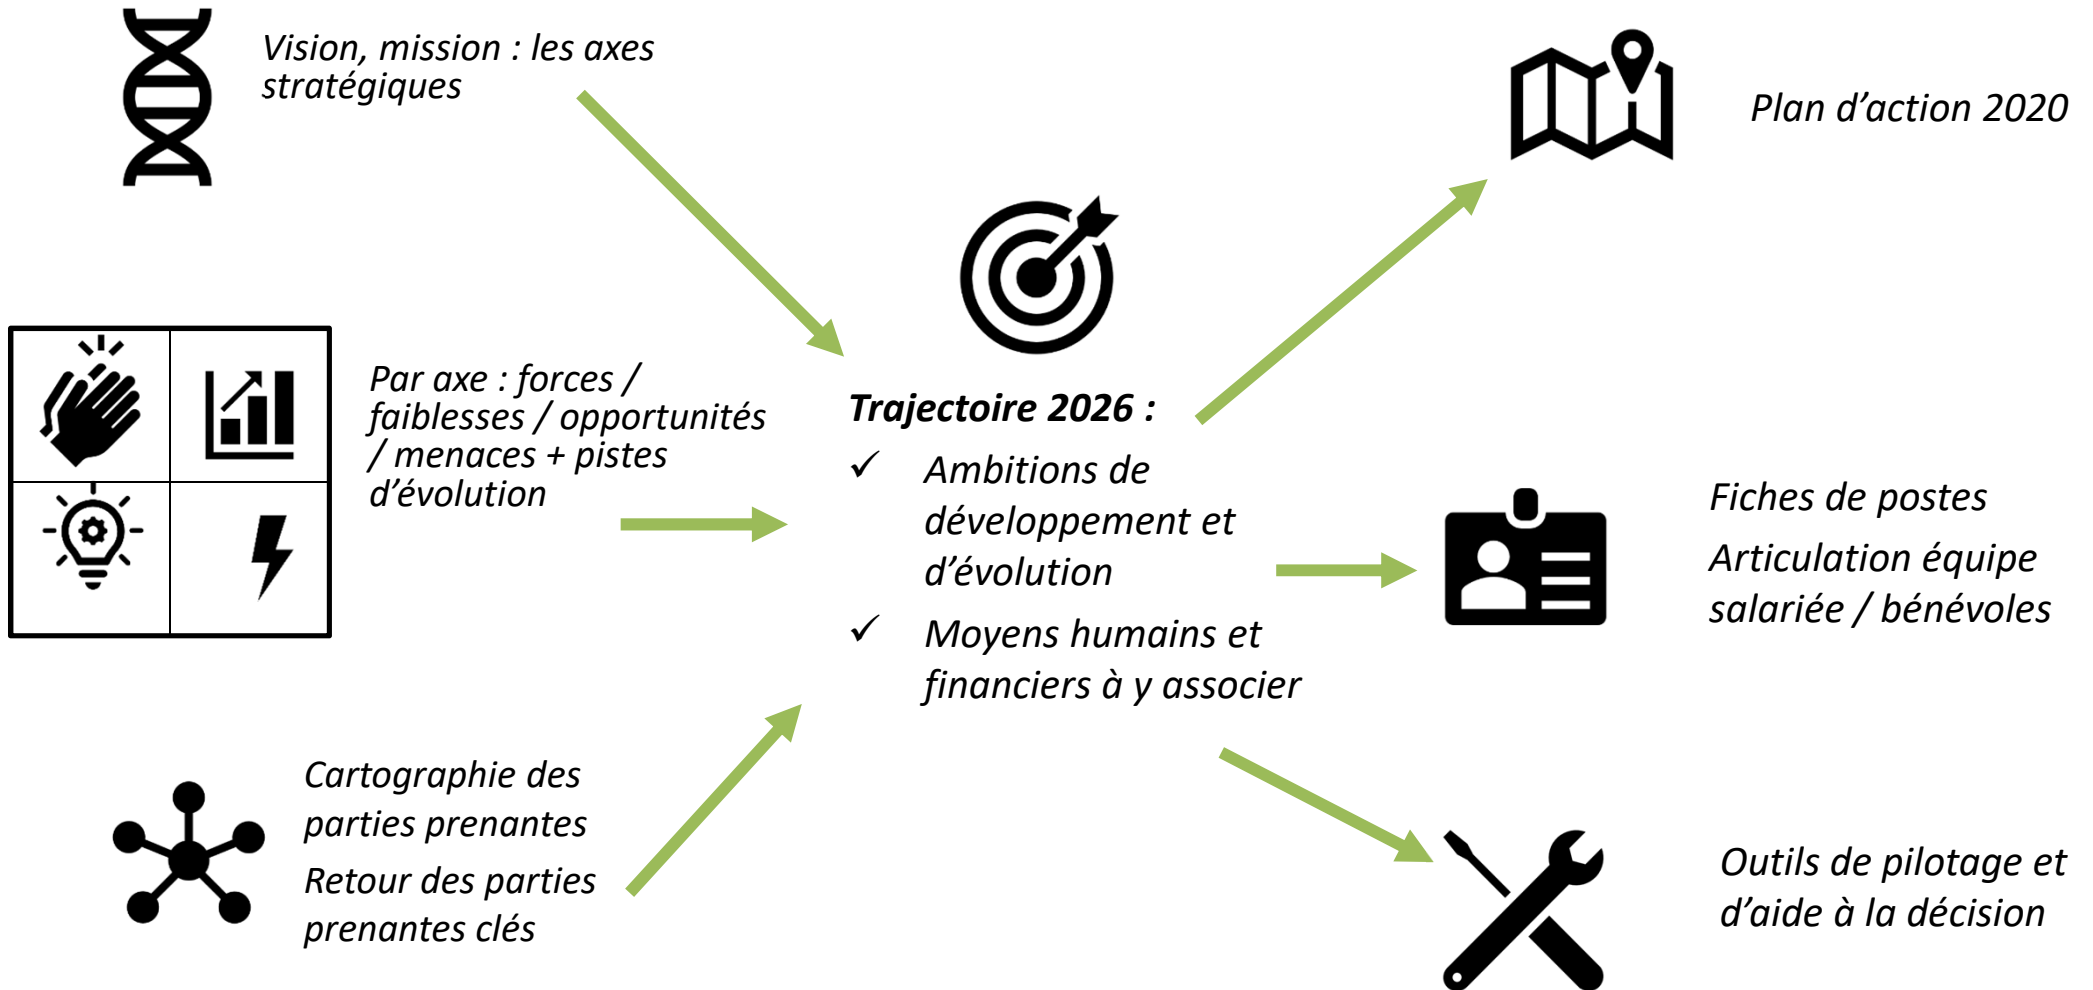 Vision, mission : les axes
stratégiques
Par axe : forces /
faiblesses / opportunités
/ menaces + pistes
d’évolution
Cartographie des
parties prenantes
Retour des parties
prenantes clés
Trajectoire 2026 :
✓ Ambitions de
développement et
d’évolution
✓ Moyens humains et
financiers à y associer
Plan d’action 2020
Fiches de postes
Articulation équipe
salariée / bénévoles
Outils de pilotage et
d’aide à la décision